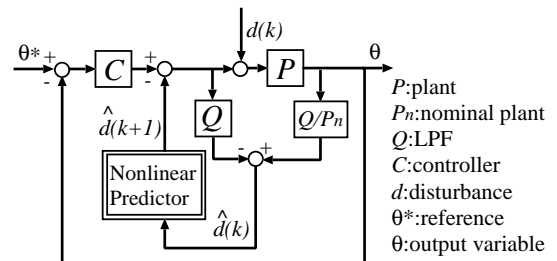 d(k)
θ* + - C + - P θ
Q Q/Pn
^
d(k+1)
- +
Nonlinear
Predictor
^
d(k)
P:plant
Pn:nominal plant
Q:LPF
C:controller
d:disturbance
θ*:reference
θ:output variable